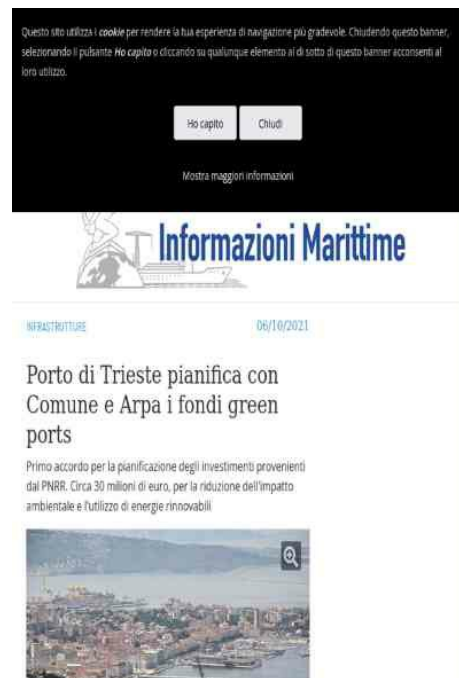 Questo sito utilizza i cookie per rendere la tua esperienza di navigazione più gradevole. Chiudendo questo banner,
selezionando il pulsante Ho capito o cliccando su qualunque elemento al di sotto di questo banner acconsenti al
loro utilizzo.
Ho capito Chiudi
Mostra maggiori informazioni
Informazioni Marittime
INFRASTRUTTURE 06/10/2021
Porto di Trieste pianifica con
Comune e Arpa i fondi green
ports
Primo accordo per la pianificazione degli investimenti provenienti
dal PNRR. Circa 30 milioni di euro, per la riduzione dell'impatto
ambientale e l'utilizzo di energie rinnovabili